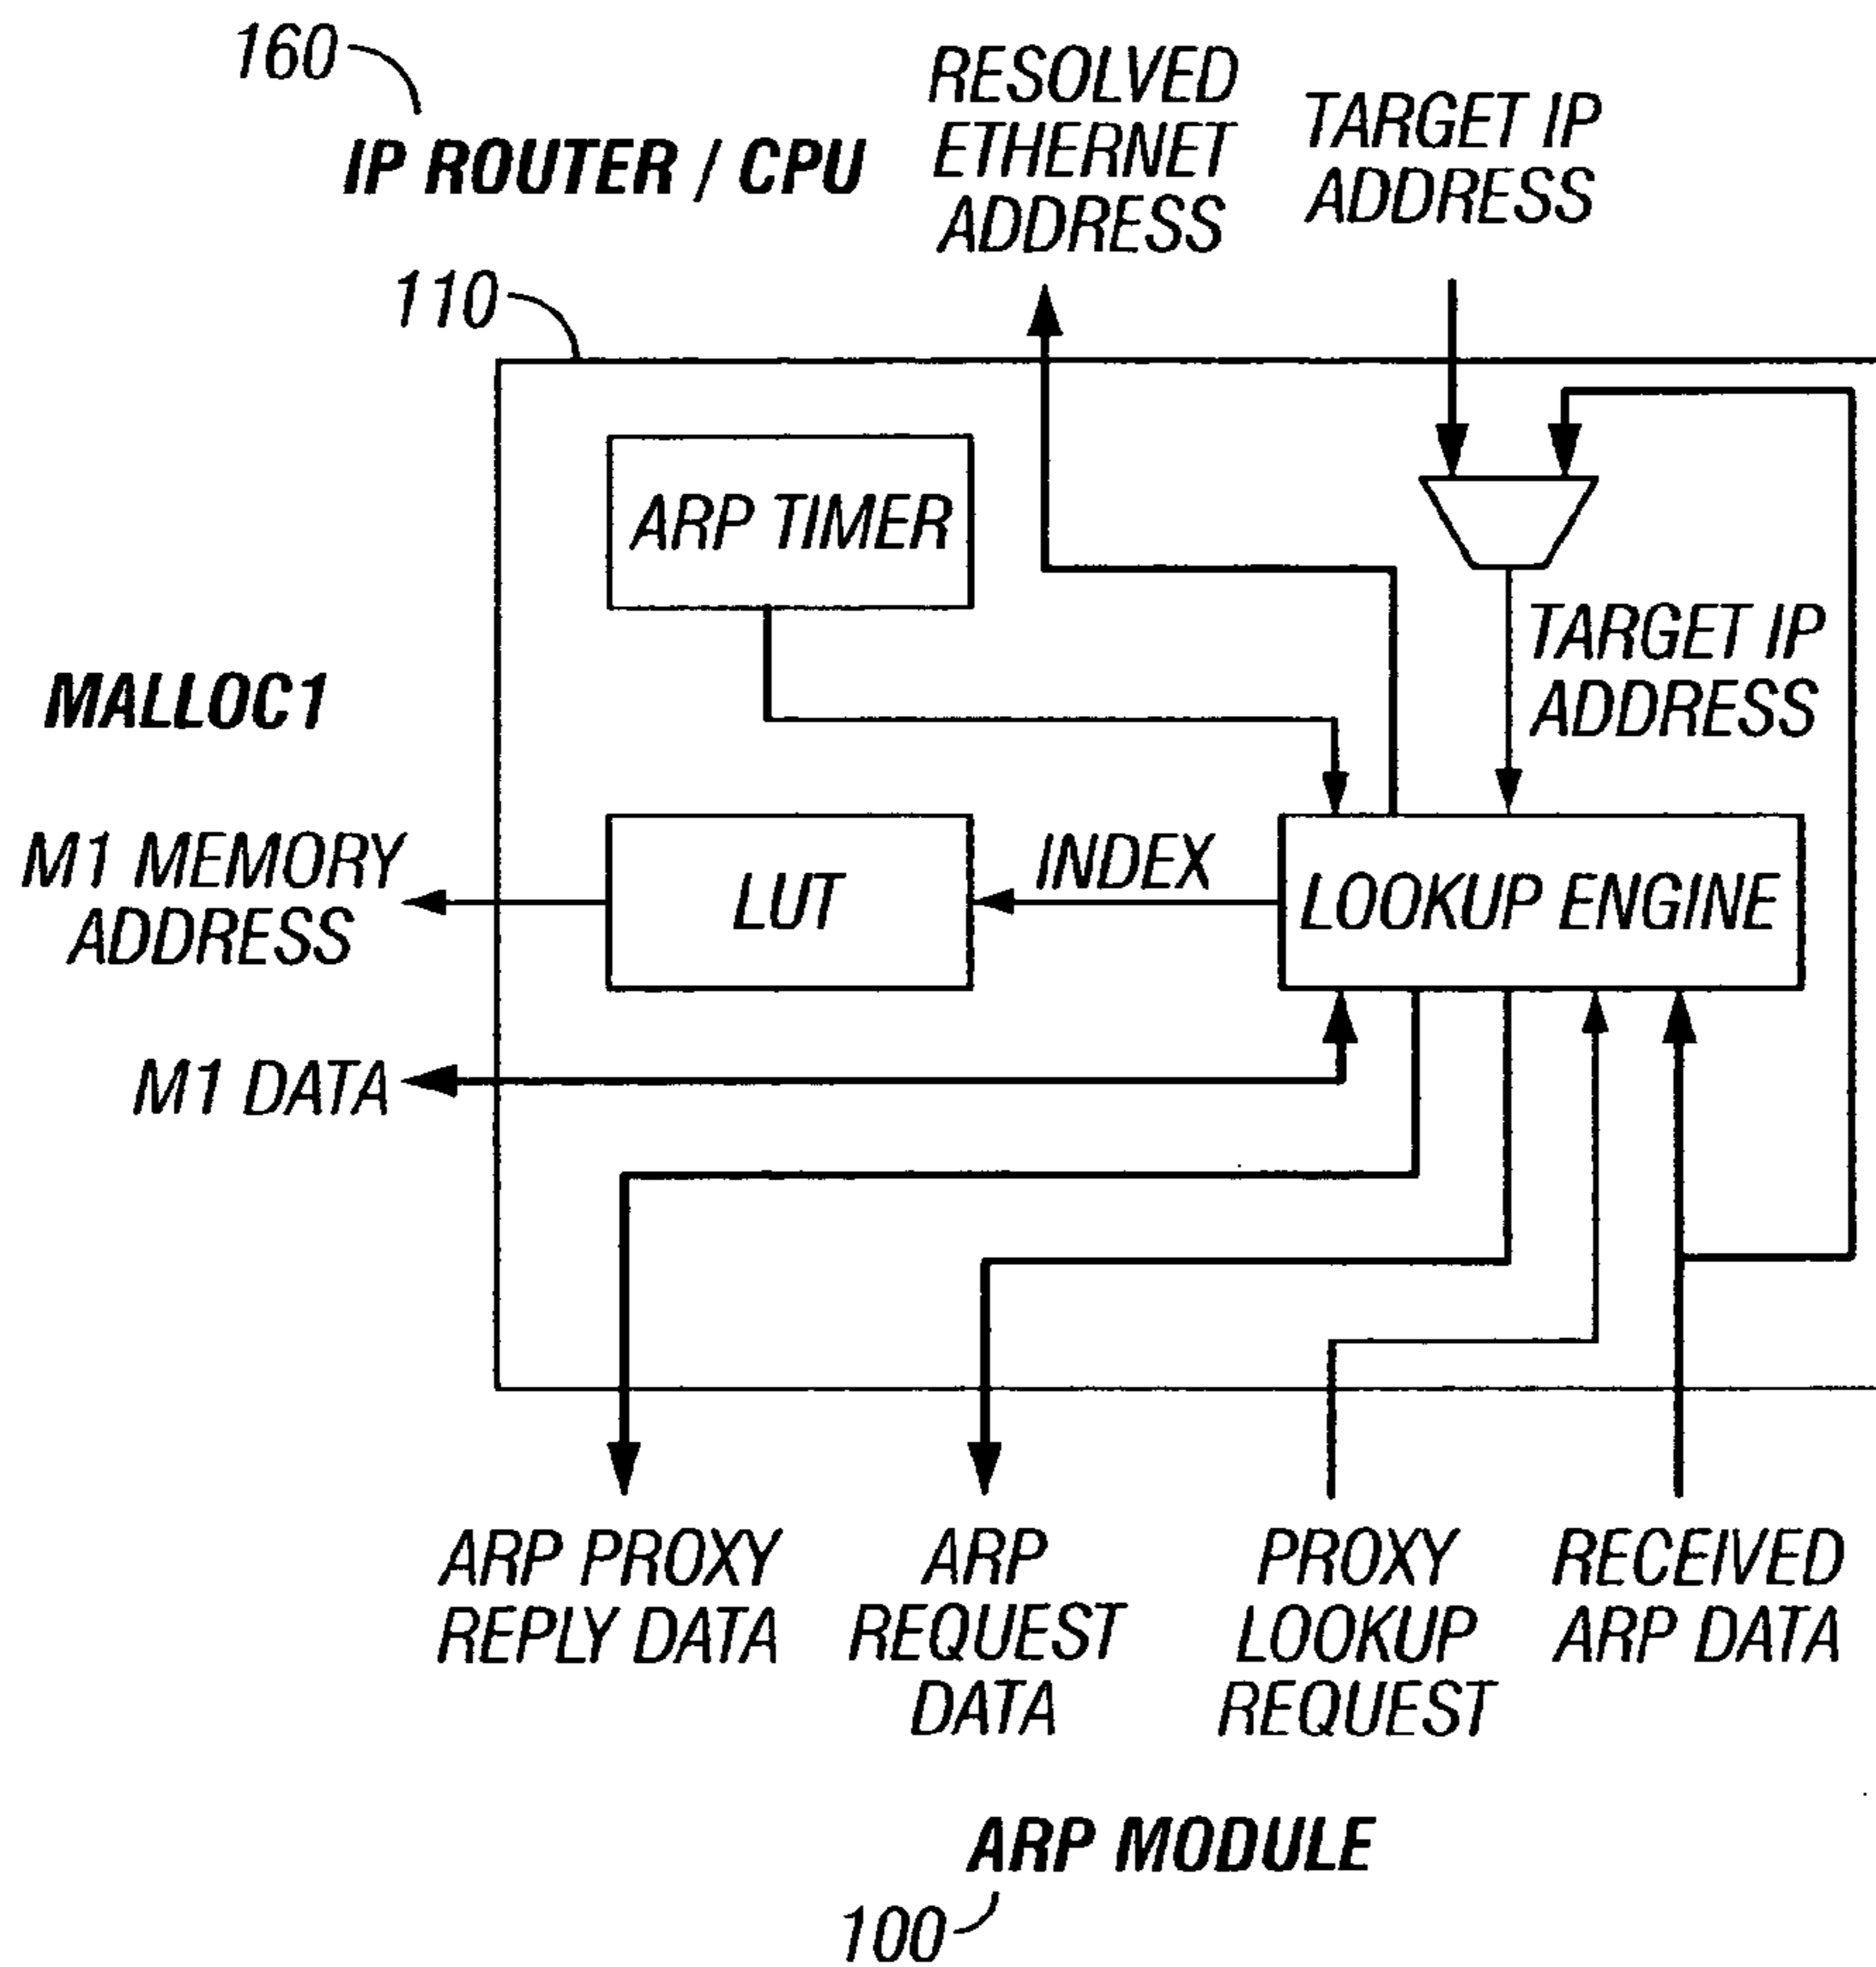 160
IP ROUTER / CPU
RESOLVED
ETHERNET
ADDRESS
TARGET IP
ADDRESS
110
ARP TIMER
TARGET IP
ADDRESS
MALLOC1
M1 MEMORY
ADDRESS
LUT
INDEX
LOOKUP ENGINE
M1 DATA
ARP PROXY
REPLY DATA
ARP
REQUEST
DATA
PROXY
LOOKUP
REQUEST
RECEIVED
ARP DATA
ARP MODULE
100